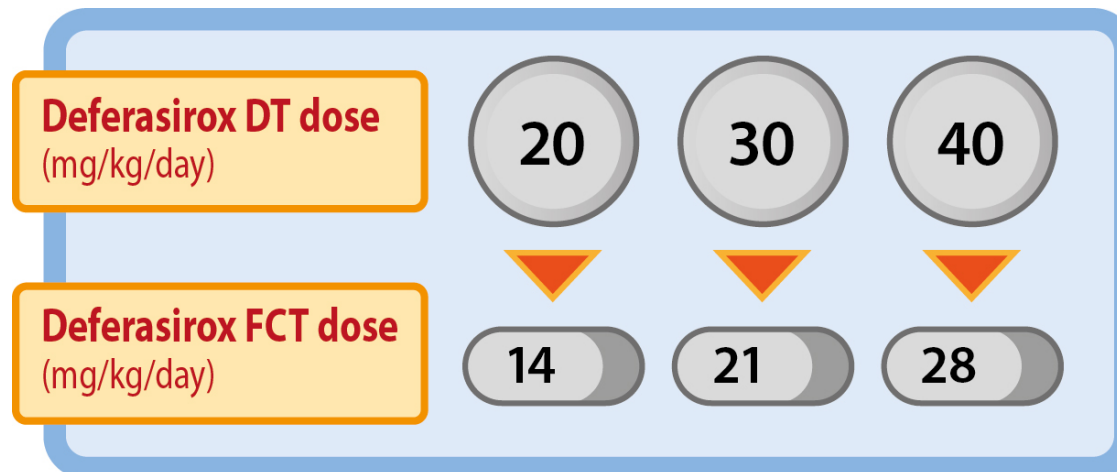 Deferasirox DT dose
(mg/kg/day)
20 30 40
Deferasirox FCT dose
(mg/kg/day)
14 21 28